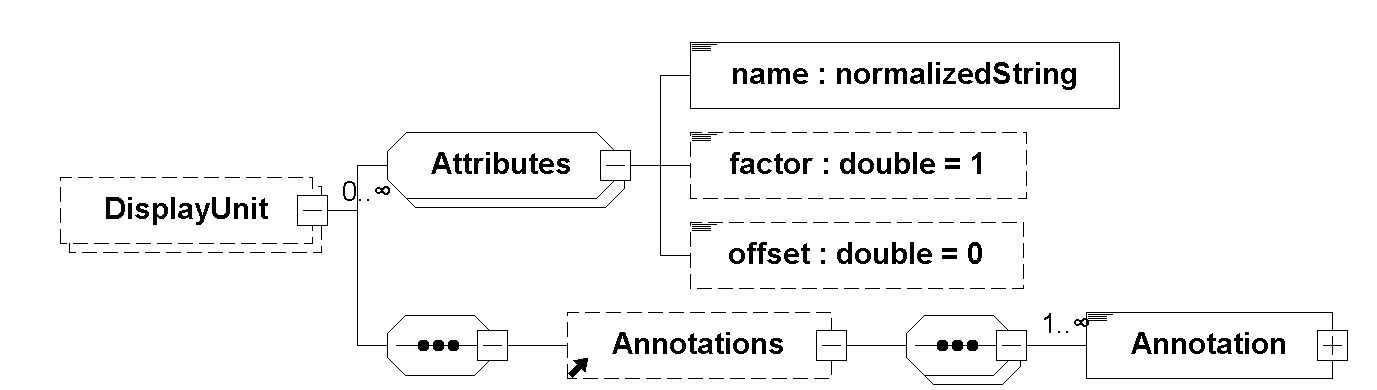 name : normalizedString
Attributes
factor : double = 1
0..∞
DisplayUnit
offset : double = 0
Annotations
1..∞
Annotation